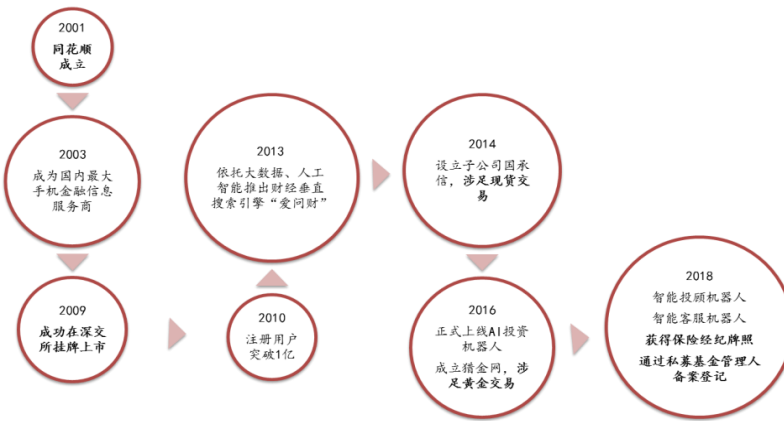 2001
同花顺
成立
2003
成为国内最大
手机金融信息
服务商
2009
成功在深交
所挂牌上市
2010
注册用户
突破1亿
2013
依托大数据、人工
智能推出财经垂直
搜索引擎“爱问财”
2014
设立子公司国承
信，涉足现货交
易
2016
正式上线AI投资
机器人
成立猎金网，涉
足黄金交易
2018
智能投顾机器人
智能客服机器人
获得保险经纪牌照
通过私募基金管理人
备案登记